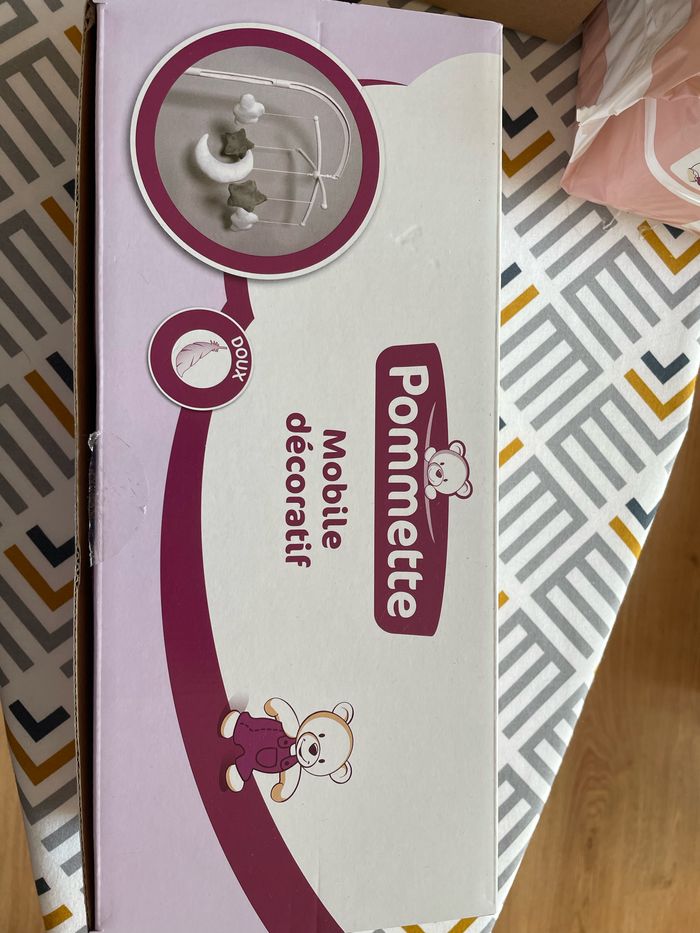 Pommette
Mobile
décoratif
DOUX